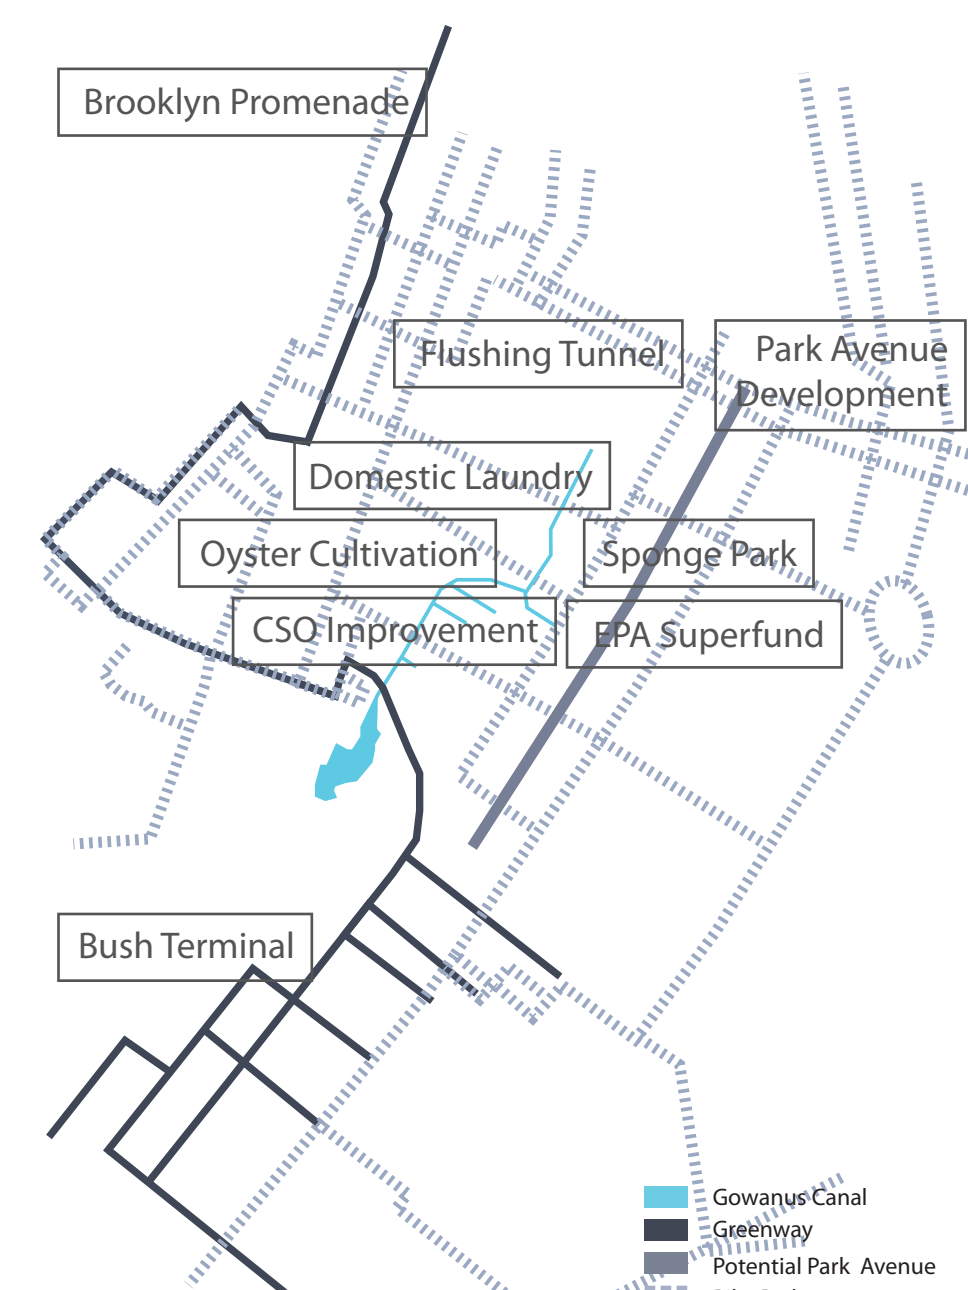 Brooklyn Promenade
Flushing Tunnel
Park Avenue
Development
Domestic Laundry
Oyster Cultivation
Sponge Park
CSO Improvement
EPA Superfund
Bush Terminal
Gowanus Canal
Greenway
Potential Park Avenue